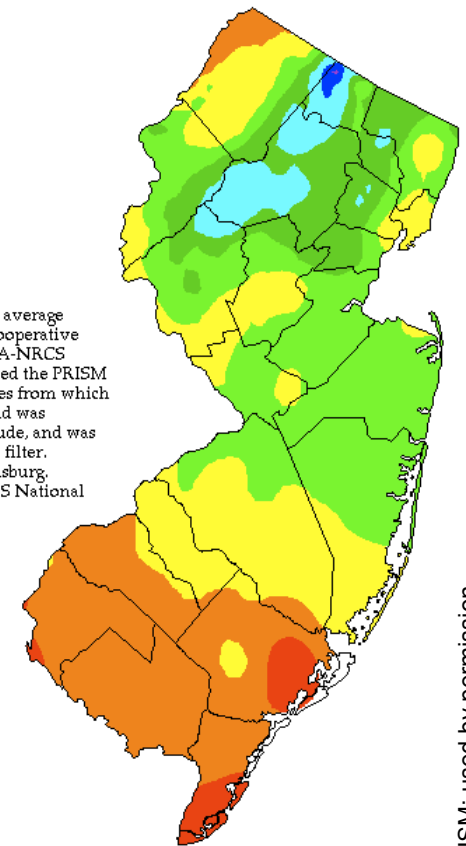 average
ooperative
A-NRCS
ed the PRISM
es from which
nd was
ude, and was
filter.
sburg.
S National
ISM; used by permission